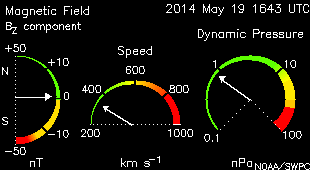 Magnetic Field
2014 May 19 1643 UTC
Bz component
Dynamic Pressure
Speed
+50
+10
N
0
S
-10
-50
nT
600
400
800
200
1000
km s⁻¹
1
10
0.1
100
nPa
NOAA/SWPC